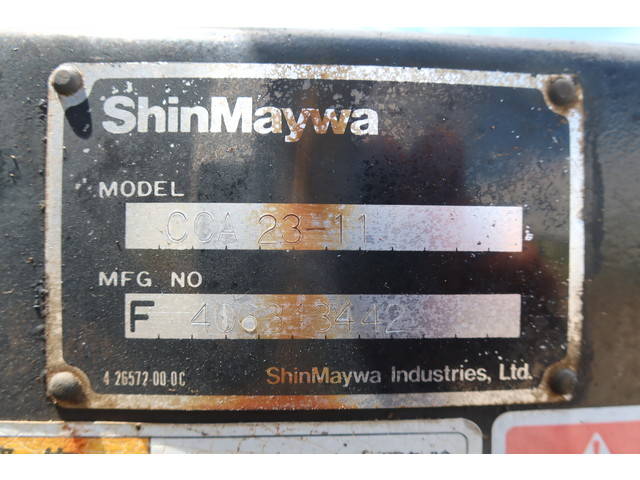 ShinMaywa
MODEL
CCA 23-11
MFG NO
F
4 26572-00-0C
ShinMaywa Industries, Ltd.